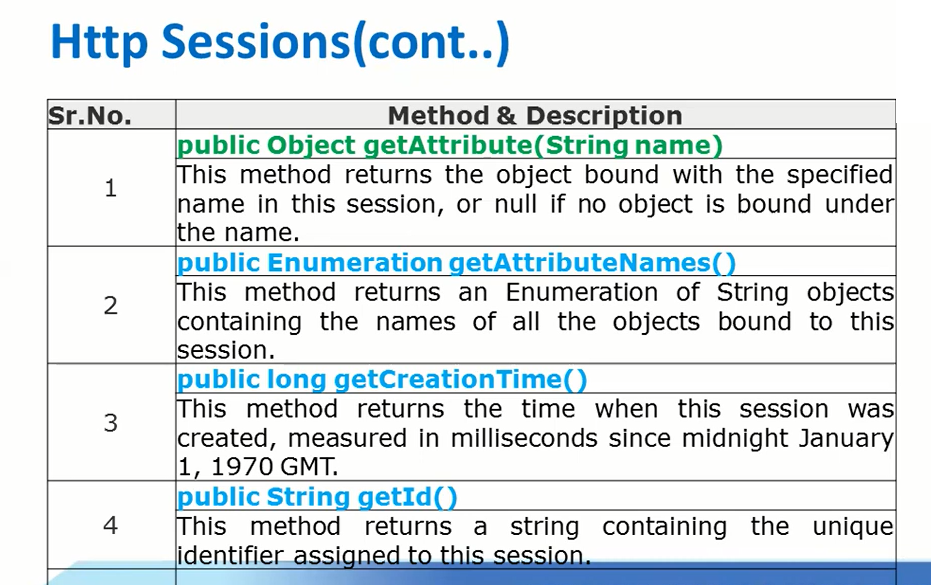 Http Sessions(cont..)
Sr.No. Method & Description
public Object getAttribute(String name)
1
This method returns the object bound with the specified
name in this session, or null if no object is bound under
the name.
public Enumeration getAttributeNames()
2
This method returns an Enumeration of String objects
containing the names of all the objects bound to this
session.
public long getCreationTime()
3
This method returns the time when this session was
created, measured in milliseconds since midnight January
1, 1970 GMT.
public String getId()
4
This method returns a string containing the unique
identifier assigned to this session.